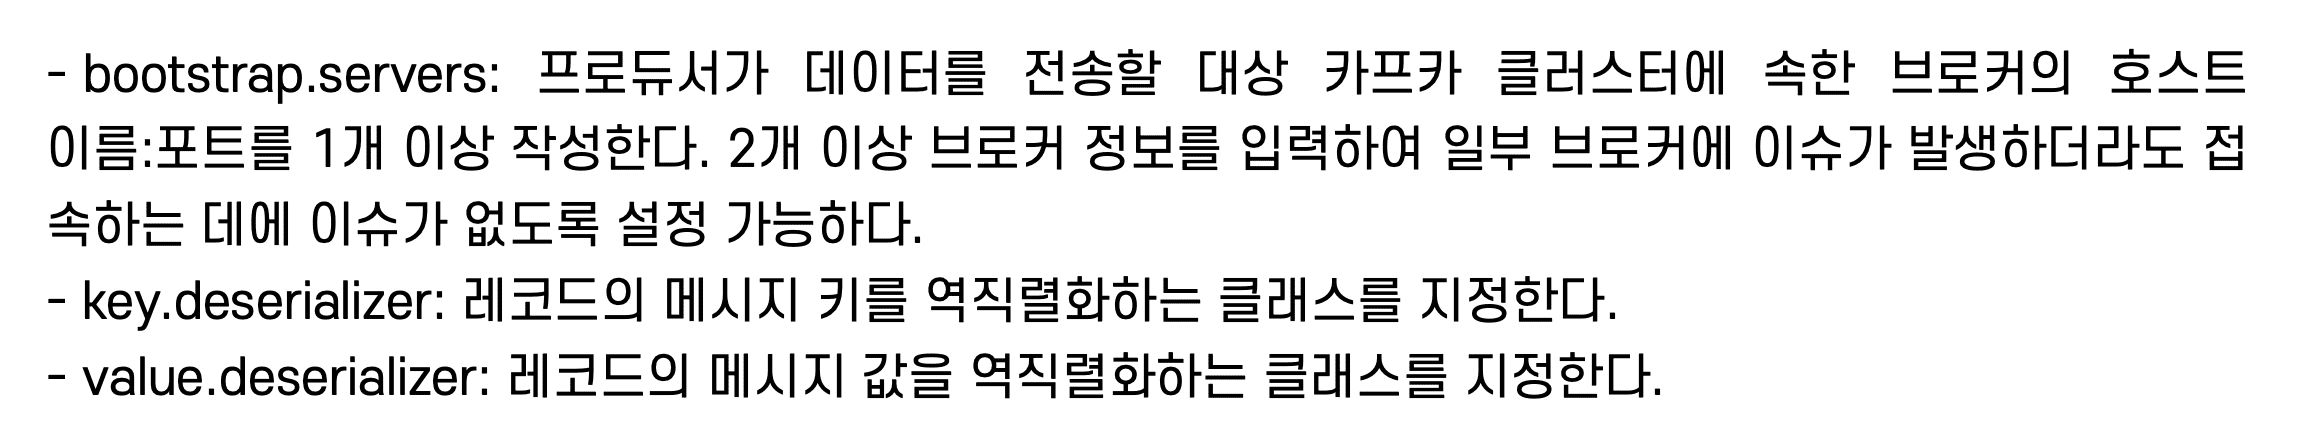 - bootstrap.servers: 프로듀서가 데이터를 전송할 대상 카프카 클러스터에 속한 브로커의 호스트
이름:포트를 1개 이상 작성한다. 2개 이상 브로커 정보를 입력하여 일부 브로커에 이슈가 발생하더라도 접
속하는 데에 이슈가 없도록 설정 가능하다.
- key.deserializer: 레코드의 메시지 키를 역직렬화하는 클래스를 지정한다.
- value.deserializer: 레코드의 메시지 값을 역직렬화하는 클래스를 지정한다.